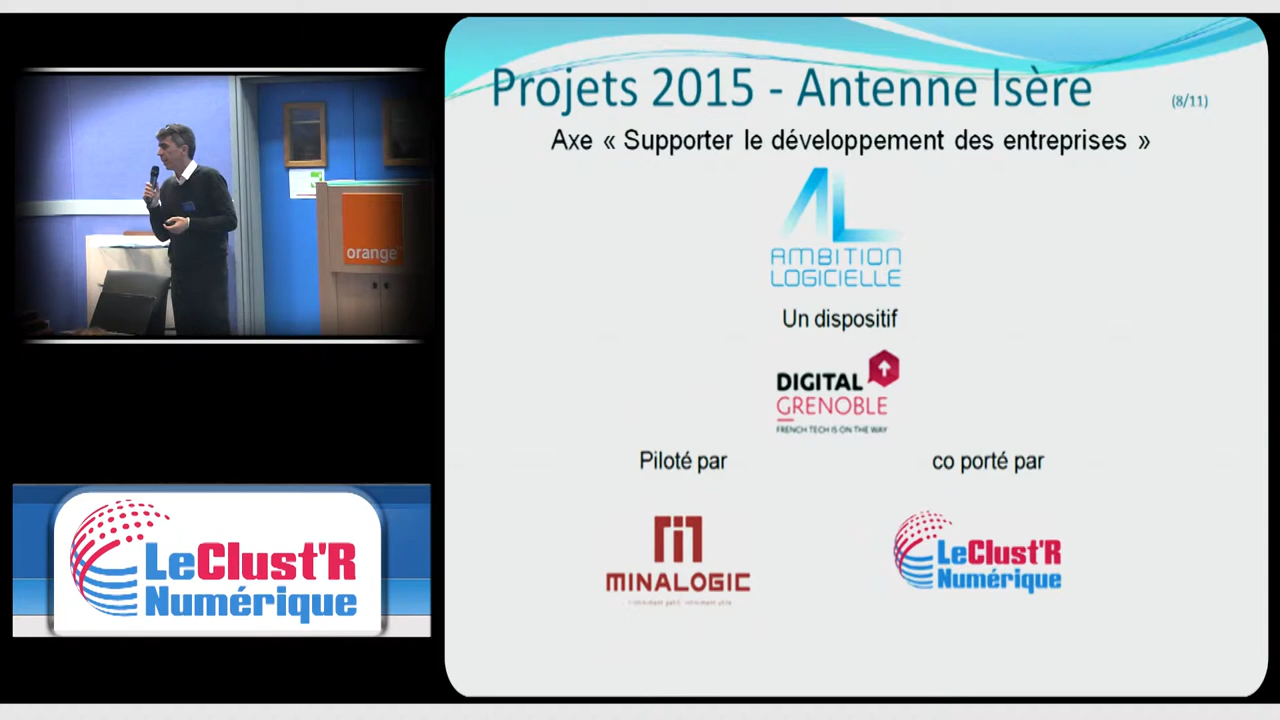 orange
LeClust'R
Numérique
Projets 2015 - Antenne Isère
(8/11)
Axe « Supporter le développement des entreprises »
AL
AMBITION
LOGICIELLE
Un dispositif
DIGITAL
GRENOBLE
FRENCH TECH IS ON THE WAY
Piloté par
co porté par
MINALOGIC
LeClust'R
Numérique